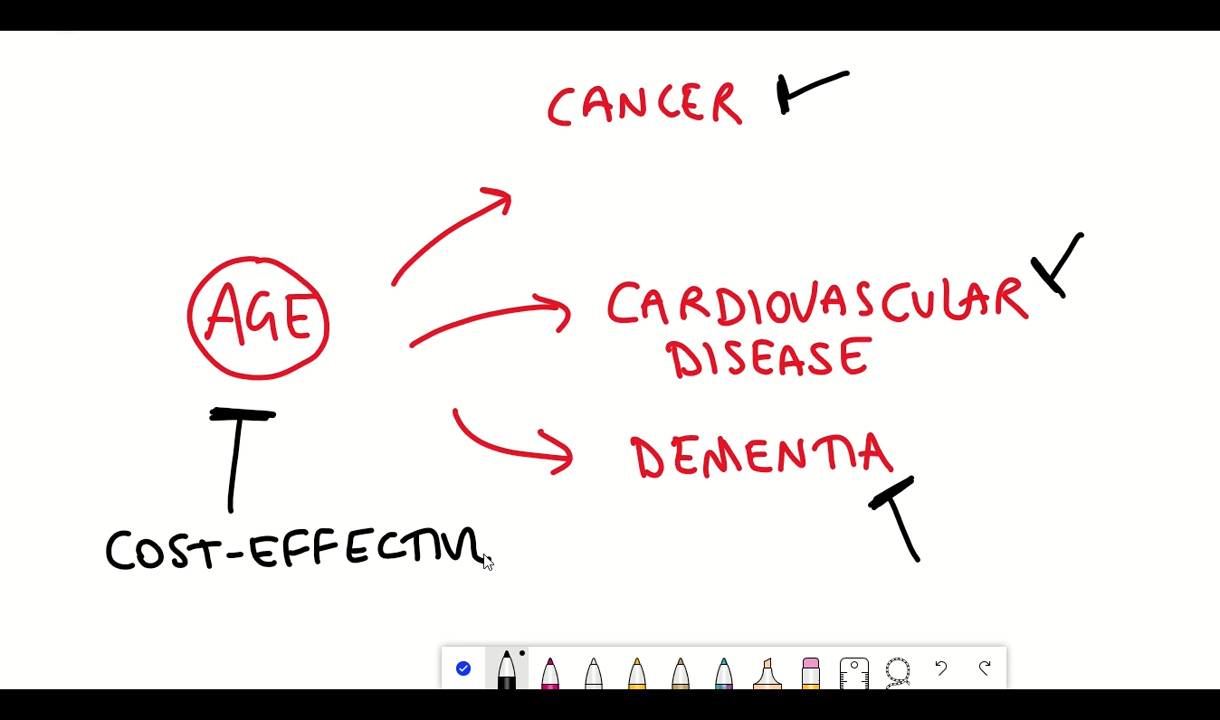 CANCER
AGE
CARDIOVASCULAR
DISEASE
DEMENTIA
COST-EFFECTIV